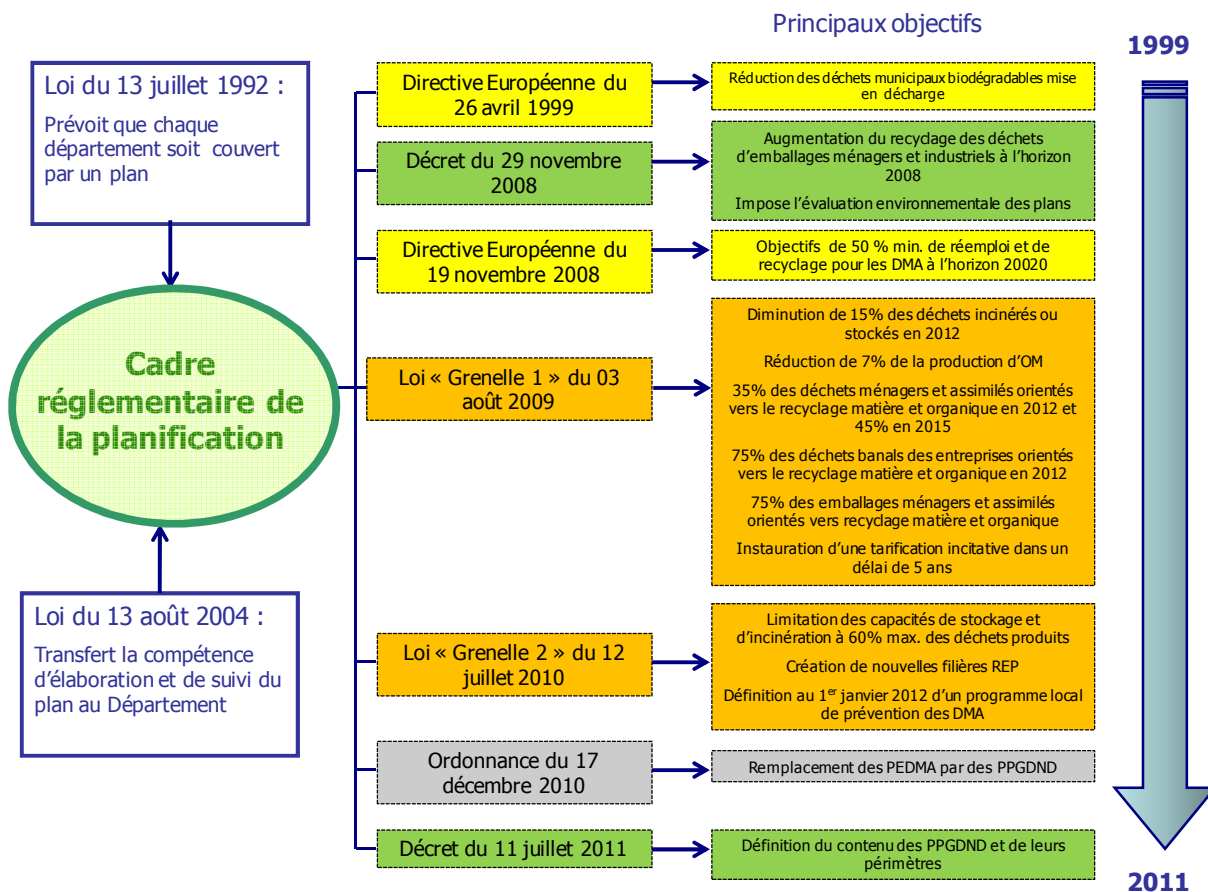 Principaux objectifs
1999
Loi du 13 juillet 1992 :
Prévoit que chaque
département soit couvert
par un plan
Cadre
réglementaire de
la planification
Loi du 13 août 2004 :
Transfert la compétence
d'élaboration et de suivi du
plan au Département
Directive Européenne du
26 avril 1999
Réduction des déchets municipaux biodégradables mise
en décharge
Décret du 29 novembre
2008
Augmentation du recyclage des déchets
d'emballages ménagers et industriels à l'horizon
2008
Impose l'évaluation environnementale des plans
Directive Européenne du
19 novembre 2008
Objectifs de 50 % min. de réemploi et de
recyclage pour les DMA à l'horizon 20020
Loi « Grenelle 1 » du 03
août 2009
Diminution de 15% des déchets incinérés ou
stockés en 2012
Réduction de 7% de la production d'OM
35% des déchets ménagers et assimilés orientés
vers le recyclage matière et organique en 2012 et
45% en 2015
75% des déchets banals des entreprises orientés
vers le recyclage matière et organique en 2012
75% des emballages ménagers et assimilés
orientés vers recyclage matière et organique
Instauration d'une tarification incitative dans un
délai de 5 ans
Loi « Grenelle 2 » du 12
juillet 2010
Limitation des capacités de stockage et
d'incinération à 60% max. des déchets produits
Création de nouvelles filières REP
Définition au 1er janvier 2012 d'un programme local
de prévention des DMA
Ordonnance du 17
décembre 2010
Remplacement des PEDMA par des PPGDND
Décret du 11 juillet 2011
Définition du contenu des PPGDND et de leurs
périmètres
2011